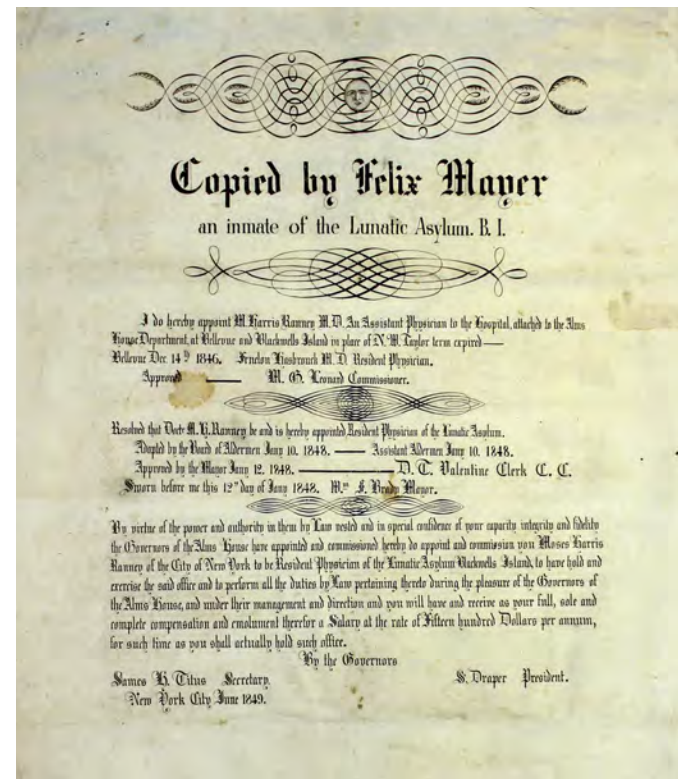 Copied by Felix Mayer
an inmate of the Lunatic Asylum. B. I.
I do hereby appoint M. Harris Ranney M.D. An Assistant Physician to the Hospital, attached to the Alms
House Department, at Bellevue and Blackwells Island in place of N. W. Taylor term expired —
Bellevue Dec. 14th 1846. Fenelon Hasbrouck M.D. Resident Physician.
Approved — M. G. Leonard Commissioner.
Resolved that Doctr M. H. Ranney be and is hereby appointed Resident Physician of the Lunatic Asylum.
Adopted by the Board of Aldermen Jany 10. 1848. — Assistant Aldermen Jany 10. 1848.
Approved by the Mayor Jany 12. 1848. — D. T. Valentine Clerk C. C.
Sworn before me this 12th day of Jany 1848. Wm. F. Brady Mayor.
By virtue of the power and authority in them by Law vested and in special confidence of your capacity integrity and fidelity
the Governors of the Alms House have appointed and commissioned hereby do appoint and commission you Moses Harris
Ranney of the City of New York to be Resident Physician of the Lunatic Asylum Blackwells Island, to have hold and
exercise the said office and to perform all the duties by Law pertaining thereto during the pleasure of the Governors of
the Alms House, and under their management and direction and you will have and receive as your full, sole and
complete compensation and emolument therefor a Salary at the rate of Fifteen hundred Dollars per annum,
for such time as you shall actually hold such office.
By the Governors
James H. Titus Secretary. S. Draper President.
New York City June 1849.